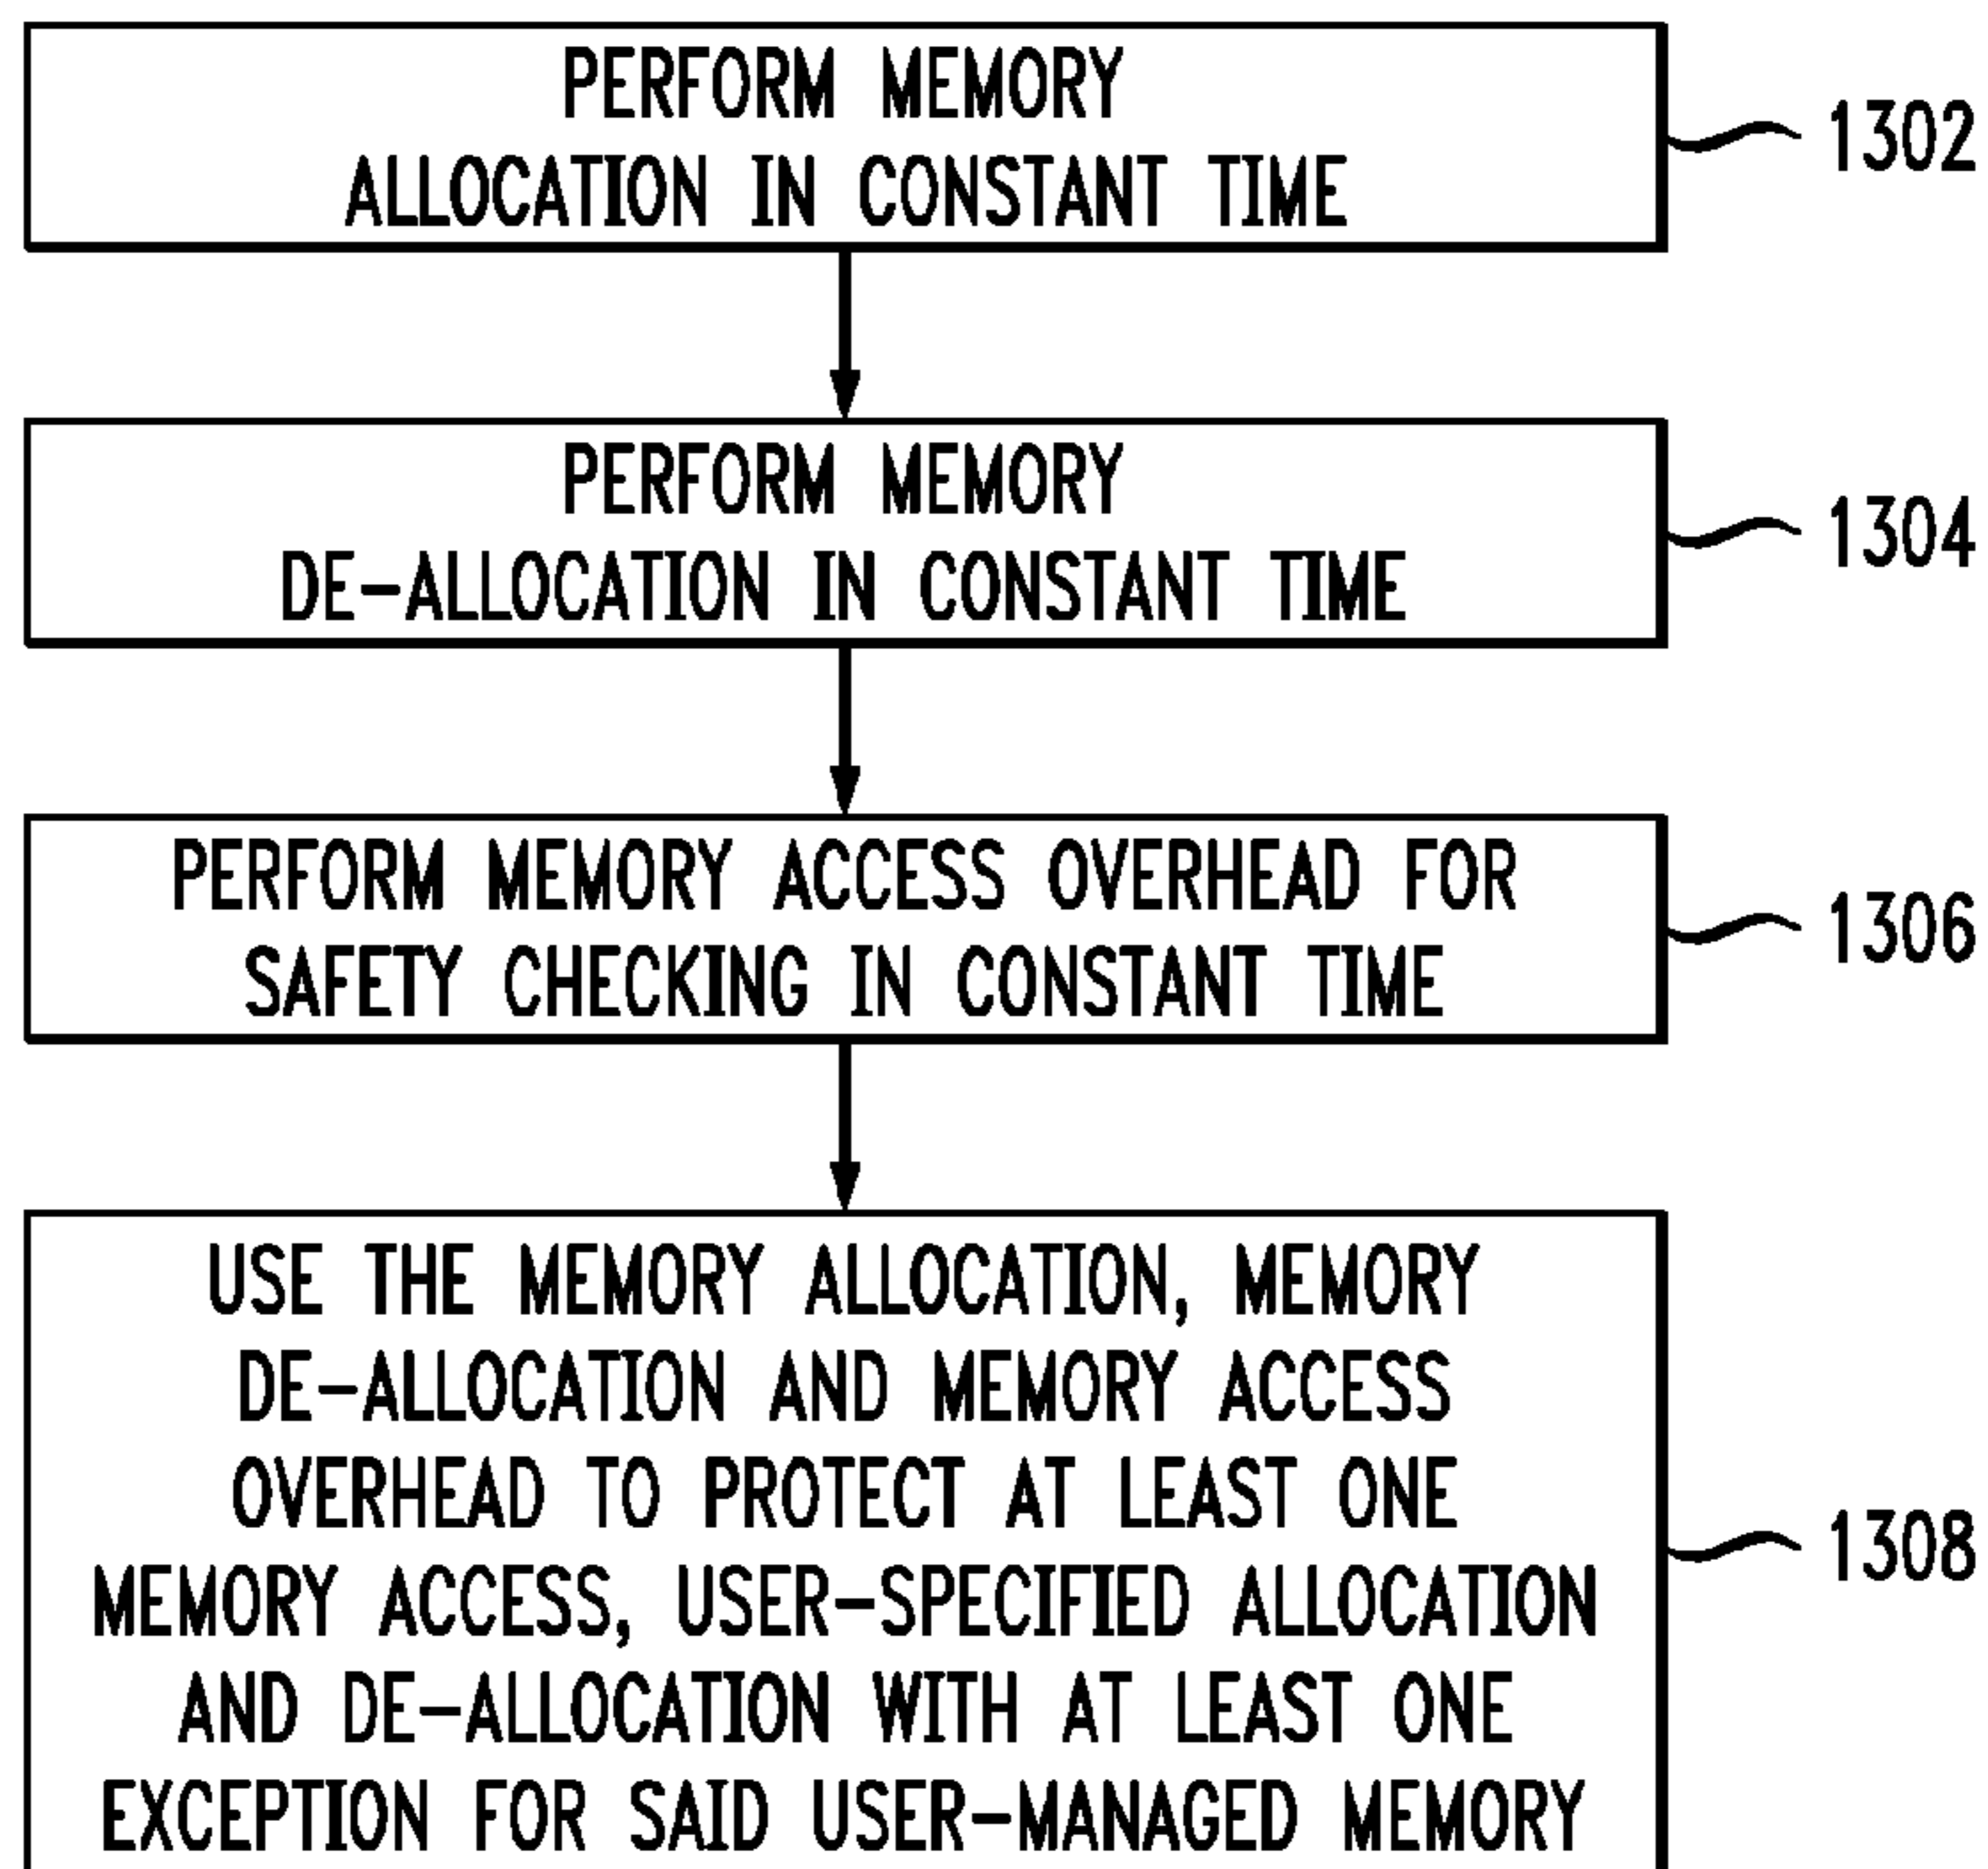 PERFORM MEMORY
ALLOCATION IN CONSTANT TIME
1302
PERFORM MEMORY
DE-ALLOCATION IN CONSTANT TIME
1304
PERFORM MEMORY ACCESS OVERHEAD FOR
SAFETY CHECKING IN CONSTANT TIME
1306
USE THE MEMORY ALLOCATION, MEMORY
DE-ALLOCATION AND MEMORY ACCESS
OVERHEAD TO PROTECT AT LEAST ONE
MEMORY ACCESS, USER-SPECIFIED ALLOCATION
AND DE-ALLOCATION WITH AT LEAST ONE
EXCEPTION FOR SAID USER-MANAGED MEMORY
1308